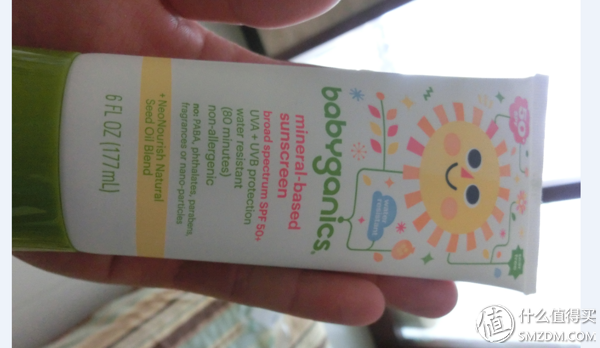 babyganics
mineral-based
sunscreen
broad spectrum SPF 50+
UVA + UVB protection
water resistant
(80 minutes)
non-allergenic
no: PABA, phthalates, parabens,
fragrances or nano-particles
+ NeoNourish Natural
Seed Oil Blend
6 FL OZ (177mL)
值 什么值得买
SMZDM.COM